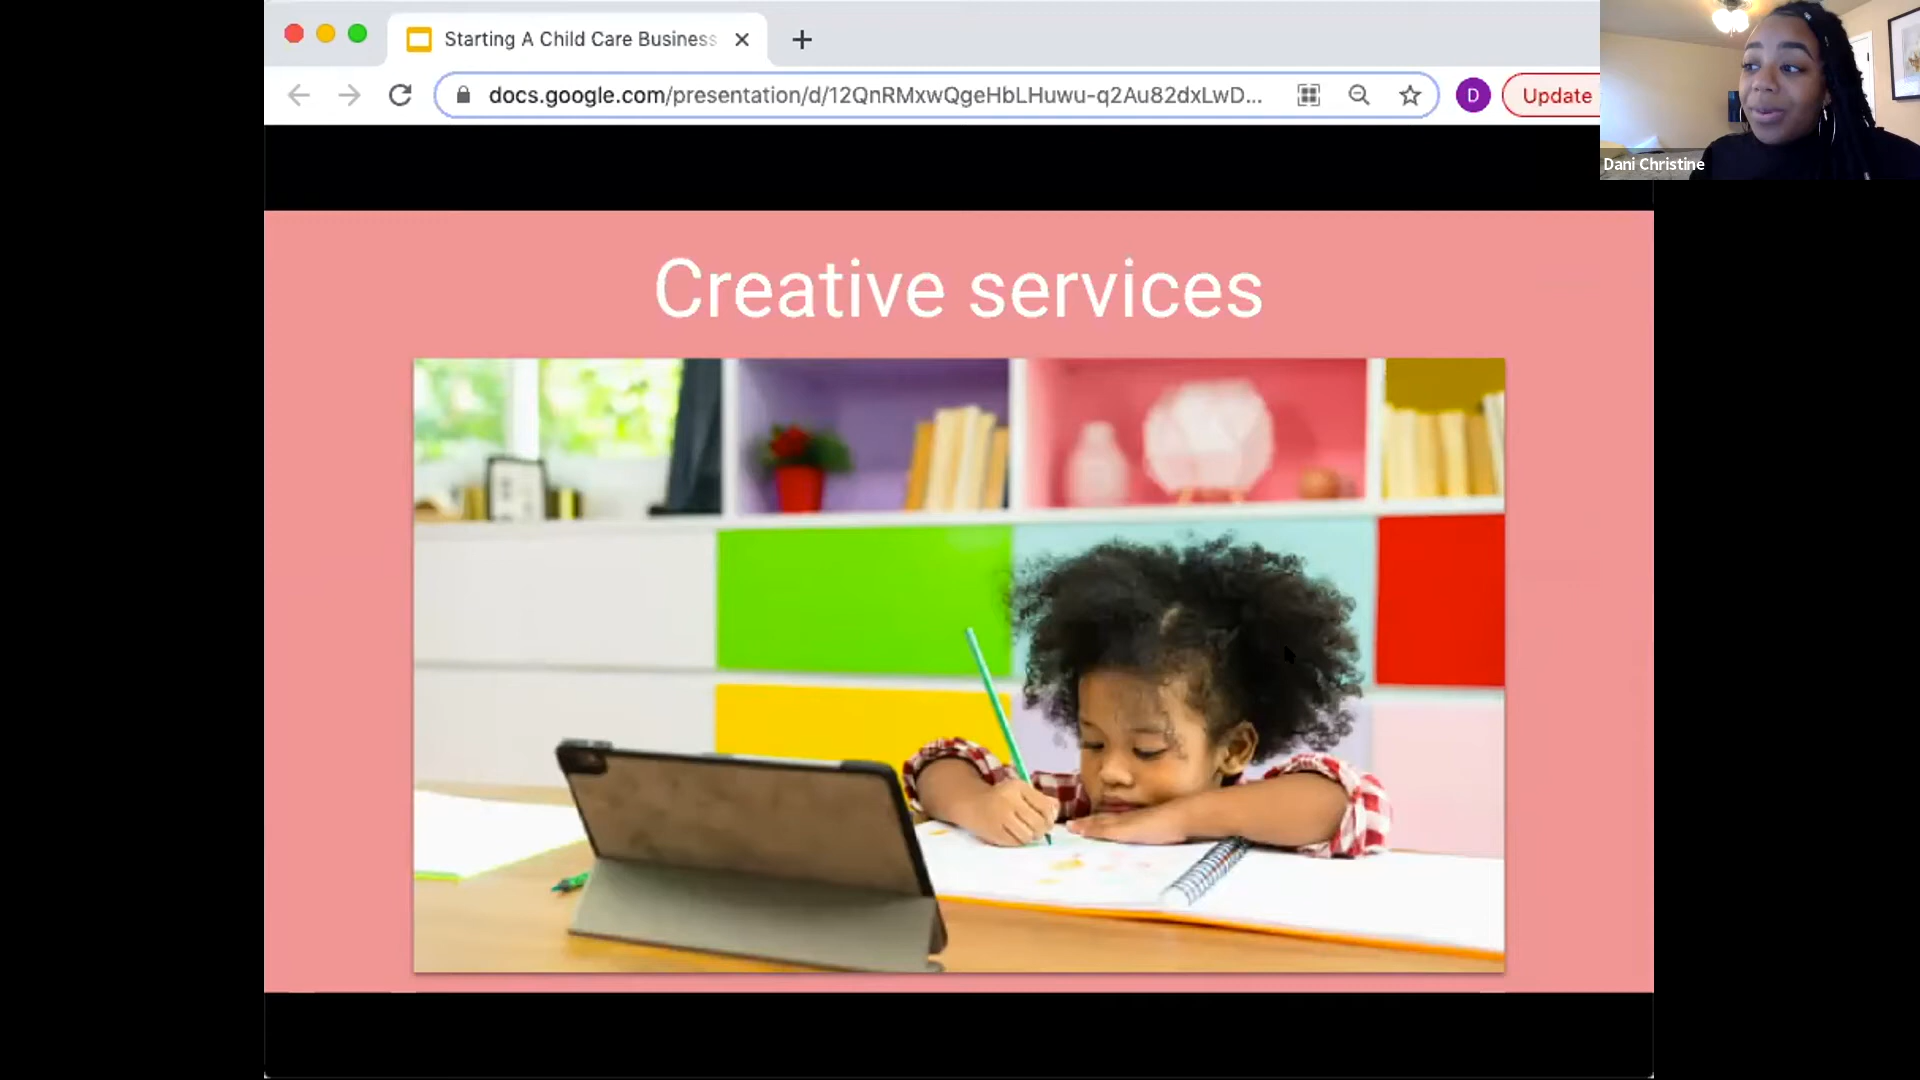 Starting A Child Care Business
docs.google.com/presentation/d/12QnRMxwQgeHbLHuwu-q2Au82dxLwD...
D
Update
Dani Christine
Creative services